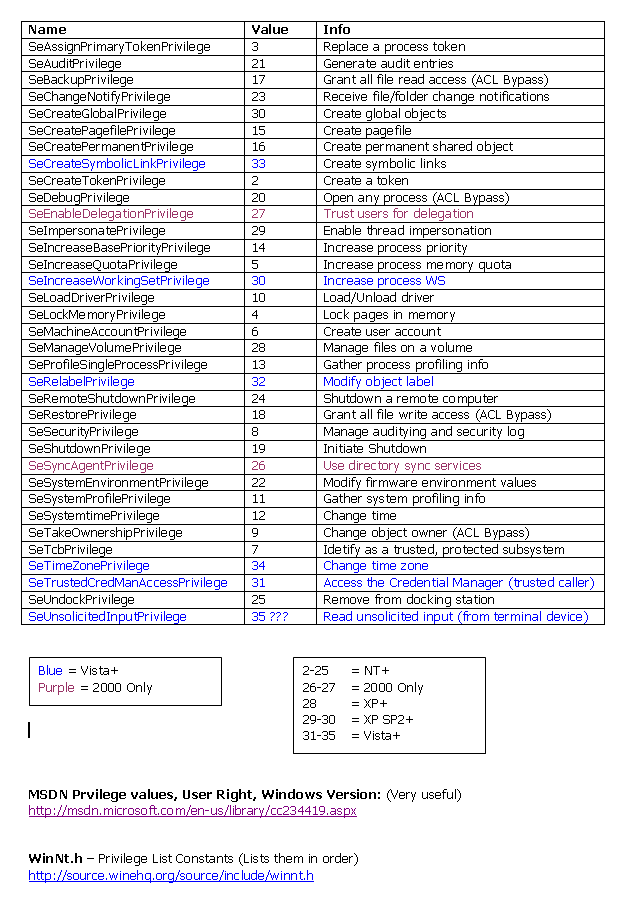 Name Value Info
SeAssignPrimaryTokenPrivilege 3 Replace a process token
SeAuditPrivilege 21 Generate audit entries
SeBackupPrivilege 17 Grant all file read access (ACL Bypass)
SeChangeNotifyPrivilege 23 Receive file/folder change notifications
SeCreateGlobalPrivilege 30 Create global objects
SeCreatePagefilePrivilege 15 Create pagefile
SeCreatePermanentPrivilege 16 Create permanent shared object
SeCreateSymbolicLinkPrivilege 33 Create symbolic links
SeCreateTokenPrivilege 2 Create a token
SeDebugPrivilege 20 Open any process (ACL Bypass)
SeEnableDelegationPrivilege 27 Trust users for delegation
SeImpersonatePrivilege 29 Enable thread impersonation
SeIncreaseBasePriorityPrivilege 14 Increase process priority
SeIncreaseQuotaPrivilege 5 Increase process memory quota
SeIncreaseWorkingSetPrivilege 30 Increase process WS
SeLoadDriverPrivilege 10 Load/Unload driver
SeLockMemoryPrivilege 4 Lock pages in memory
SeMachineAccountPrivilege 6 Create user account
SeManageVolumePrivilege 28 Manage files on a volume
SeProfileSingleProcessPrivilege 13 Gather process profiling info
SeRelabelPrivilege 32 Modify object label
SeRemoteShutdownPrivilege 24 Shutdown a remote computer
SeRestorePrivilege 18 Grant all file write access (ACL Bypass)
SeSecurityPrivilege 8 Manage auditying and security log
SeShutdownPrivilege 19 Initiate Shutdown
SeSyncAgentPrivilege 26 Use directory sync services
SeSystemEnvironmentPrivilege 22 Modify firmware environment values
SeSystemProfilePrivilege 11 Gather system profiling info
SeSystemtimePrivilege 12 Change time
SeTakeOwnershipPrivilege 9 Change object owner (ACL Bypass)
SeTcbPrivilege 7 Idetify as a trusted, protected subsystem
SeTimeZonePrivilege 34 Change time zone
SeTrustedCredManAccessPrivilege 31 Access the Credential Manager (trusted caller)
SeUndockPrivilege 25 Remove from docking station
SeUnsolicitedInputPrivilege 35 ??? Read unsolicited input (from terminal device)
Blue = Vista+
Purple = 2000 Only
2-25 = NT+
26-27 = 2000 Only
28 = XP+
29-30 = XP SP2+
31-35 = Vista+
MSDN Prvilege values, User Right, Windows Version: (Very useful)
http://msdn.microsoft.com/en-us/library/cc234419.aspx
WinNt.h – Privilege List Constants (Lists them in order)
http://source.winehq.org/source/include/winnt.h